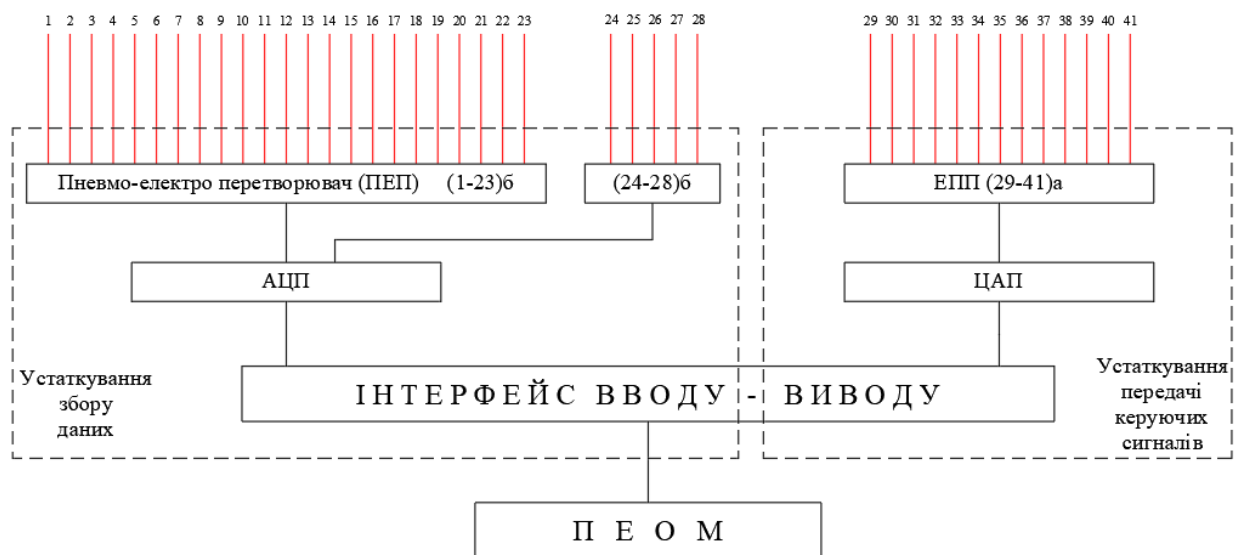 1 2 3 4 5 6 7 8 9 10 11 12 13 14 15 16 17 18 19 20 21 22 23 24 25 26 27 28 29 30 31 32 33 34 35 36 37 38 39 40 41
Пневмо-електро перетворювач (ПЕП) (1-23)б
(24-28)б
ЕПП (29-41)а
АЦП
ЦАП
Устаткування
збору
даних
ІНТЕРФЕЙС ВВОДУ - ВИВОДУ
Устаткування
передачі
керуючих
сигналів
ПЕОМ